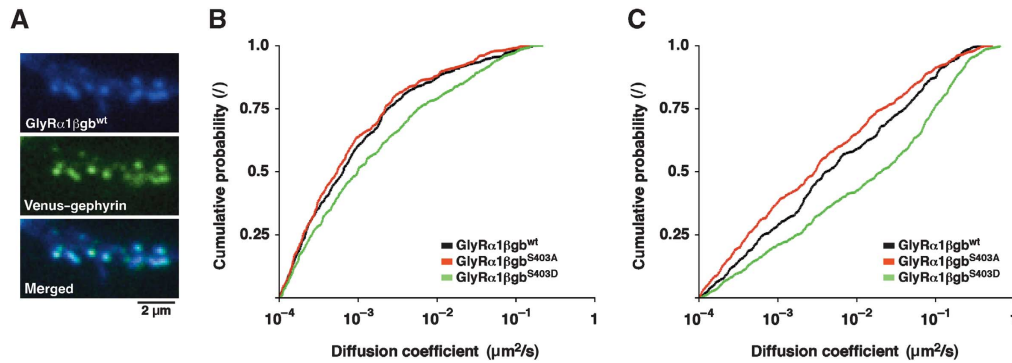 A
GlyRα1βgbwt
Venus–gephyrin
Merged
2 µm
B
Cumulative probability (/)
1.0
0.75
0.5
0.25
0
10⁻⁴
10⁻³
10⁻²
10⁻¹
1
Diffusion coefficient (µm²/s)
GlyRα1βgbwt
GlyRα1βgbS403A
GlyRα1βgbS403D
C
Cumulative probability (/)
1.0
0.75
0.5
0.25
0
10⁻⁴
10⁻³
10⁻²
10⁻¹
1
Diffusion coefficient (µm²/s)
GlyRα1βgbwt
GlyRα1βgbS403A
GlyRα1βgbS403D